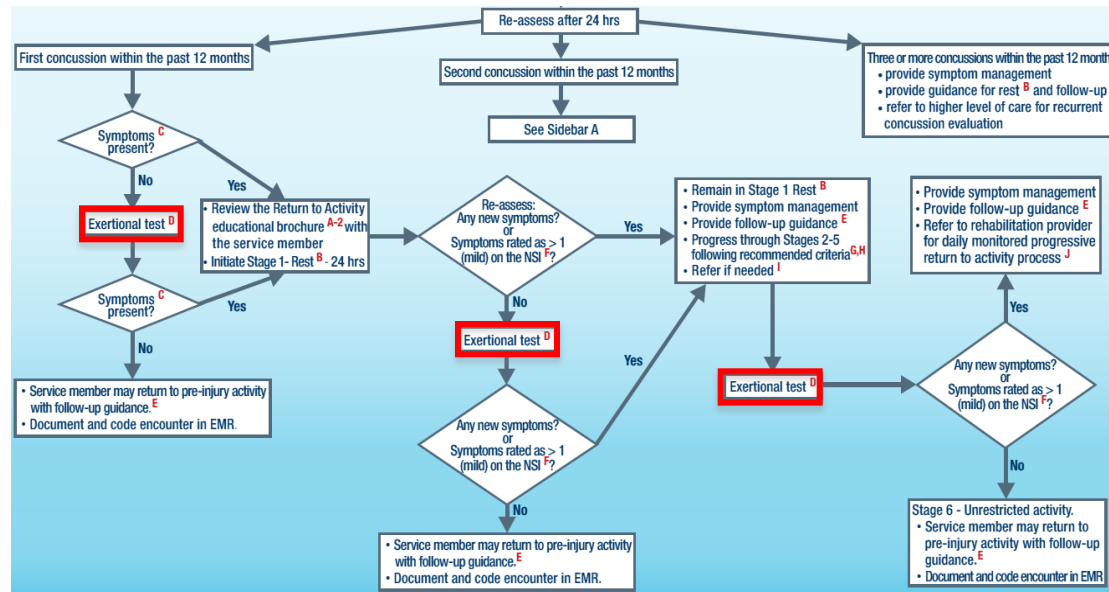 Re-assess after 24 hrs
First concussion within the past 12 months
Second concussion within the past 12 months
See Sidebar A
Three or more concussions within the past 12 month
• provide symptom management
• provide guidance for rest B and follow-up
• refer to higher level of care for recurrent
concussion evaluation
Symptoms C
present?
No
Yes
Exertional test D
Symptoms C
present?
Yes
No
• Service member may return to pre-injury activity
with follow-up guidance.E
• Document and code encounter in EMR.
• Review the Return to Activity
educational brochure A-2 with
the service member
• Initiate Stage 1- Rest B - 24 hrs
Re-assess:
Any new symptoms?
or
Symptoms rated as > 1
(mild) on the NSI F?
Yes
No
Exertional test D
Any new symptoms?
or
Symptoms rated as > 1
(mild) on the NSI F?
Yes
No
• Service member may return to pre-injury activity
with follow-up guidance.E
• Document and code encounter in EMR.
• Remain in Stage 1 Rest B
• Provide symptom management
• Provide follow-up guidance E
• Progress through Stages 2-5
following recommended criteriaG,H
• Refer if needed I
Exertional test D
Any new symptoms?
or
Symptoms rated as > 1
(mild) on the NSI F?
Yes
• Provide symptom management
• Provide follow-up guidance E
• Refer to rehabilitation provider
for daily monitored progressive
return to activity process J
No
Stage 6 - Unrestricted activity.
• Service member may return to
pre-injury activity with follow-up
guidance.E
• Document and code encounter in EMR